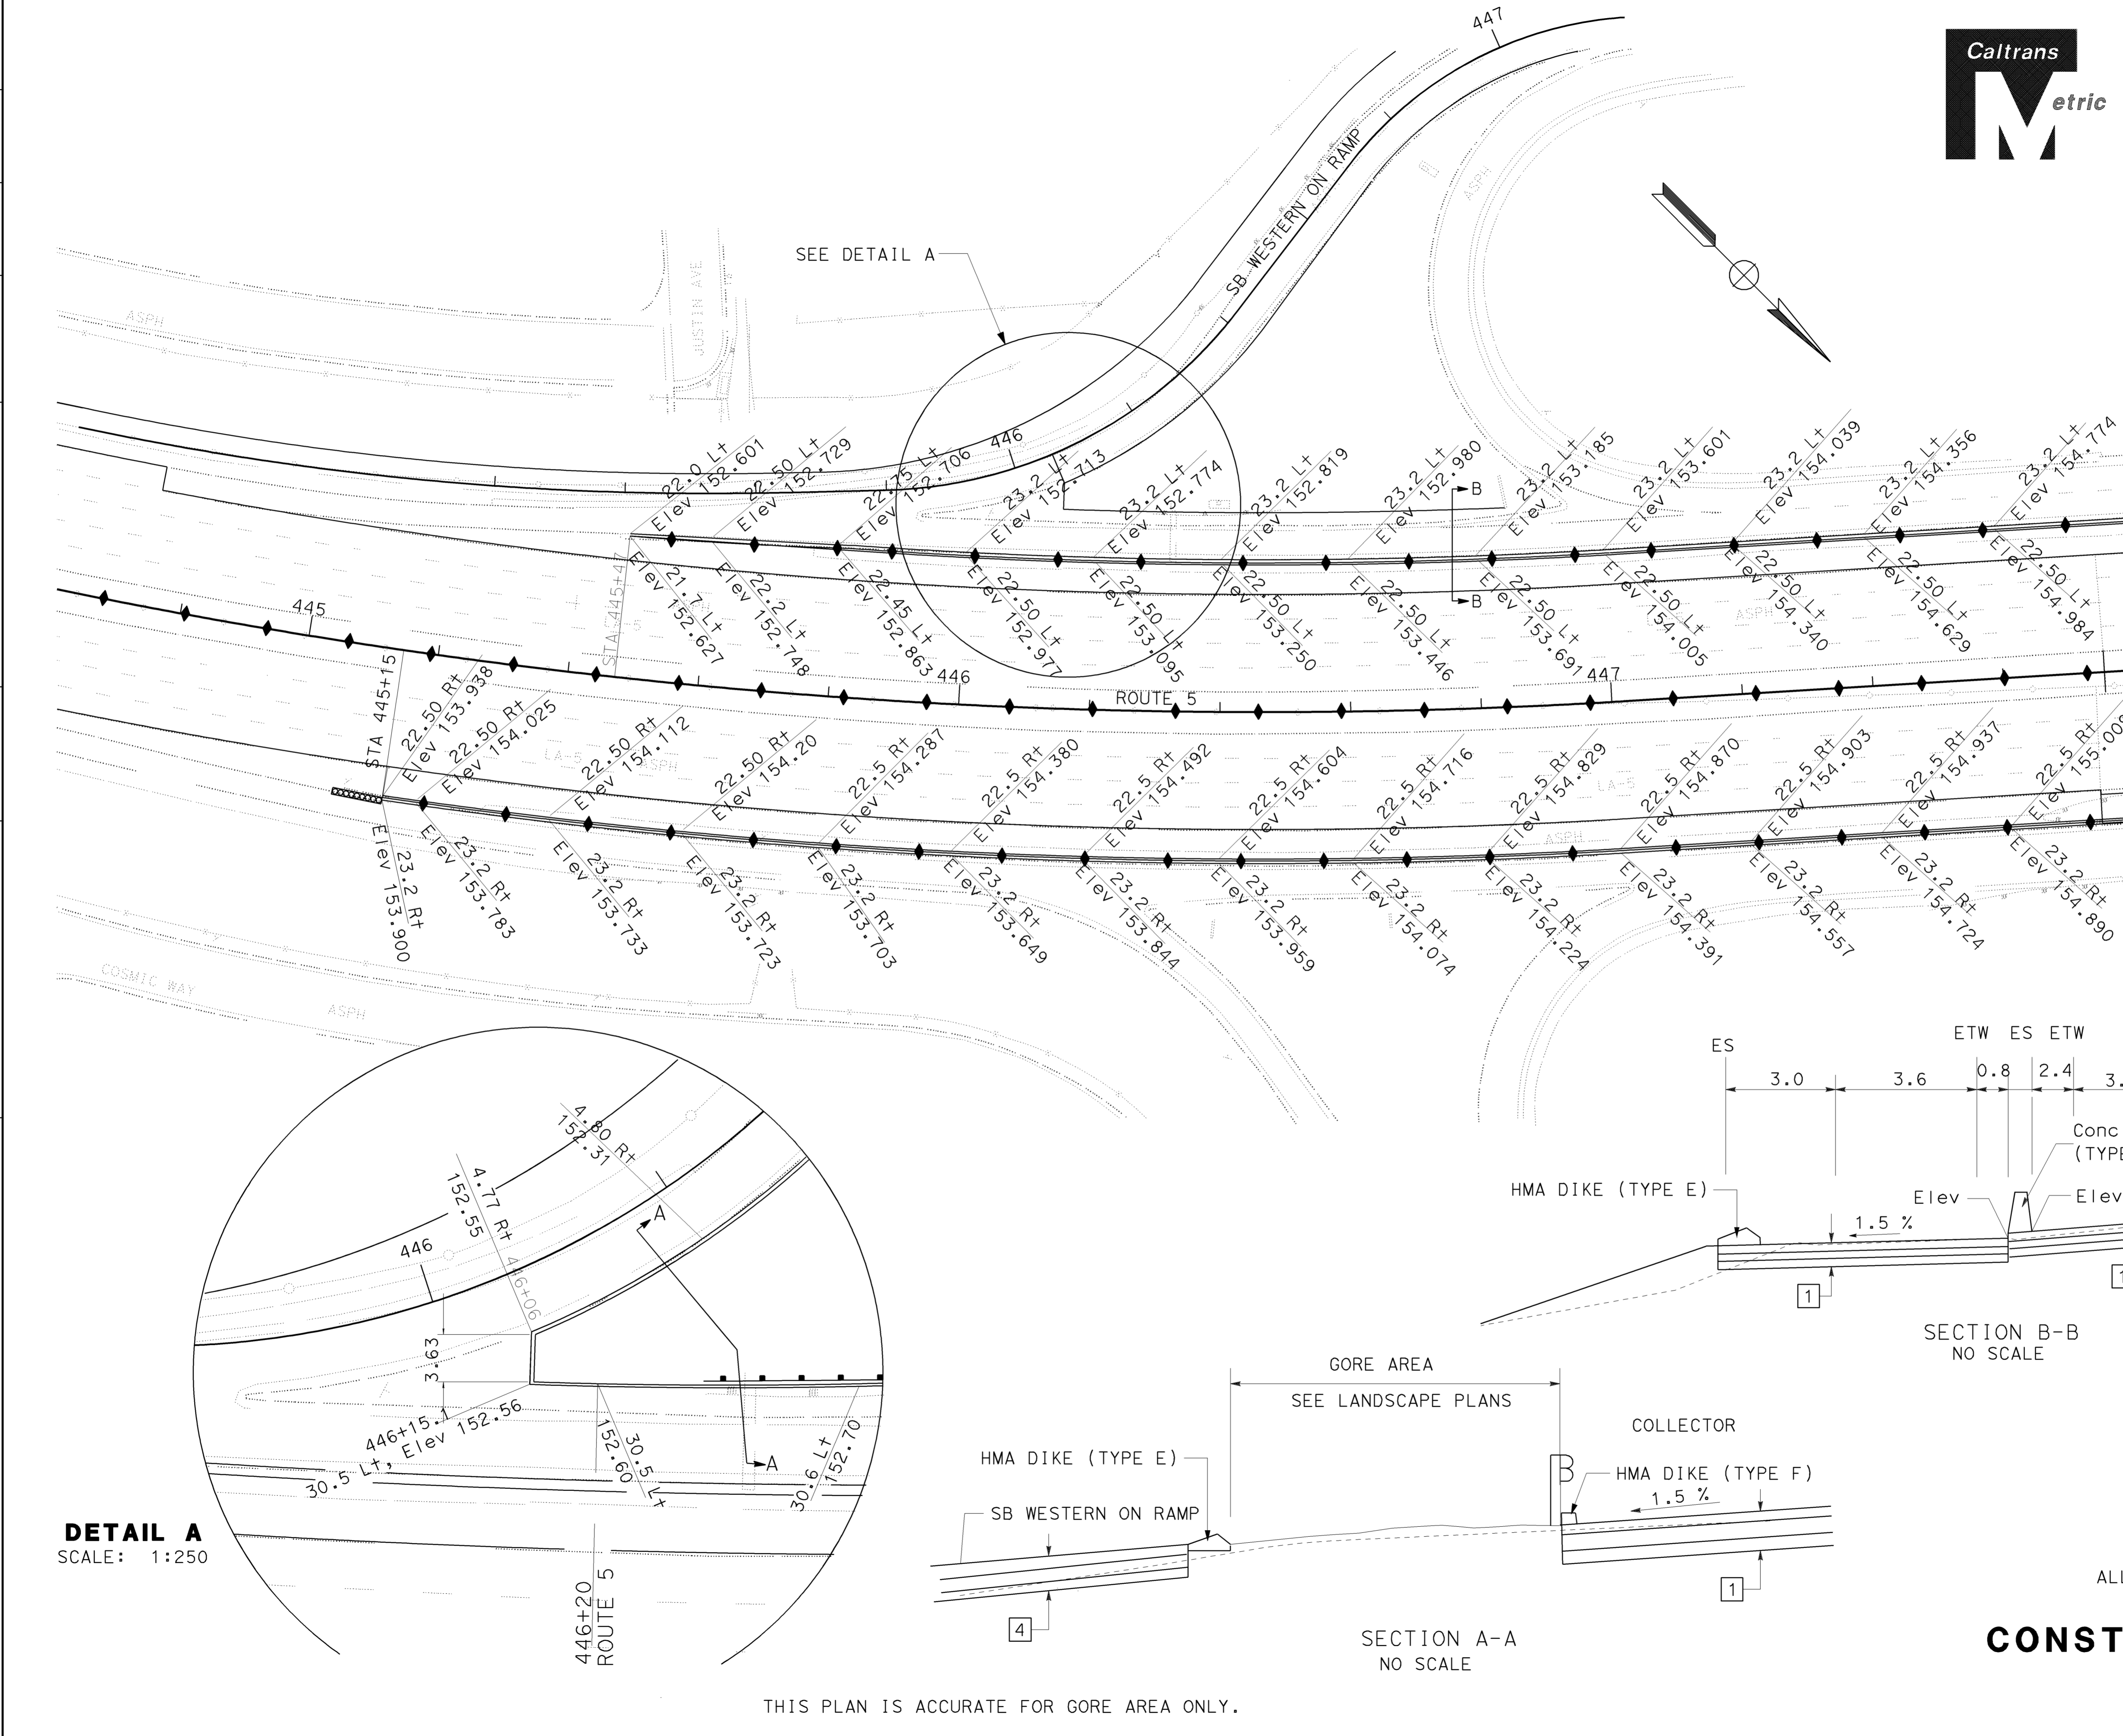 447
Caltrans
Metric
SB WESTERN ON RAMP
ASPH
SEE DETAIL A
JUSTIN AVE
ASPH
446
22.0 Lt
Elev 152.601
22.50 Lt
Elev 152.729
22.75 Lt
Elev 152.706
23.2 Lt
Elev 152.713
23.2 Lt
Elev 152.774
23.2 Lt
Elev 152.819
23.2 Lt
Elev 152.980
23.2 Lt
Elev 153.185
23.2 Lt
Elev 153.601
23.2 Lt
Elev 154.039
23.2 Lt
Elev 154.356
23.2 Lt
Elev 154.774
B
B
STA 445+47
21.7 Lt
Elev 152.627
22.2 Lt
Elev 152.748
22.45 Lt
Elev 152.863
22.50 Lt
Elev 152.977
22.50 Lt
Elev 153.095
22.50 Lt
Elev 153.250
22.50 Lt
Elev 153.446
22.50 Lt
Elev 153.691
22.50 Lt
Elev 154.005
22.50 Lt
Elev 154.340
22.50 Lt
Elev 154.629
22.50 Lt
Elev 154.984
ASPH
445
446
ROUTE 5
447
STA 445+15
22.50 Rt
Elev 153.938
22.50 Rt
Elev 154.025
22.50 Rt
Elev 154.112
22.50 Rt
Elev 154.20
22.5 Rt
Elev 154.287
22.5 Rt
Elev 154.380
22.5 Rt
Elev 154.492
22.5 Rt
Elev 154.604
22.5 Rt
Elev 154.716
22.5 Rt
Elev 154.829
22.5 Rt
Elev 154.870
22.5 Rt
Elev 154.903
22.5 Rt
Elev 154.937
22.5 Rt
Elev 155.00
LA-5
ASPH
LA-5
ASPH
23.2 Rt
Elev 153.900
23.2 Rt
Elev 153.783
23.2 Rt
Elev 153.733
23.2 Rt
Elev 153.723
23.2 Rt
Elev 153.703
23.2 Rt
Elev 153.649
23.2 Rt
Elev 153.844
23.2 Rt
Elev 153.959
23.2 Rt
Elev 154.074
23.2 Rt
Elev 154.224
23.2 Rt
Elev 154.391
23.2 Rt
Elev 154.557
23.2 Rt
Elev 154.724
23.2 Rt
Elev 154.890
COSMIC WAY
ASPH
4.80 Rt
152.31
4.77 Rt
152.55
446+06
446
A
3.63
446+15.1
30.5 Lt, Elev 152.56
30.5 Lt
152.60
30.6 Lt
152.70
A
446+20
ROUTE 5
DETAIL A
SCALE: 1:250
ES
ETW ES ETW
3.0 3.6 0.8 2.4 3.
Conc
(TYPE
HMA DIKE (TYPE E)
Elev
Elev
1.5 %
1
1
SECTION B-B
NO SCALE
GORE AREA
SEE LANDSCAPE PLANS
COLLECTOR
HMA DIKE (TYPE E)
HMA DIKE (TYPE F)
1.5 %
SB WESTERN ON RAMP
4
1
SECTION A-A
NO SCALE
ALL
CONST
THIS PLAN IS ACCURATE FOR GORE AREA ONLY.